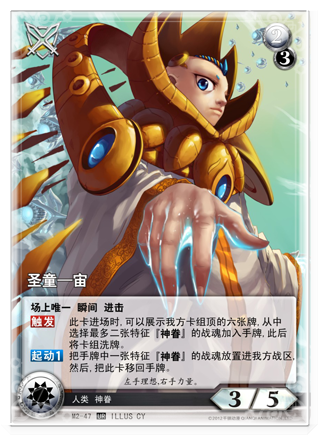 2
3
圣童—宙
场上唯一 瞬间 进击
触发 此卡进场时,可以展示我方卡组顶的六张牌,从中
选择最多二张特征『神眷』的战魂加入手牌,此后
将卡组洗牌。
起动1 把手牌中一张特征『神眷』的战魂放置进我方战区,
然后,把此卡移回手牌。
左手理想,右手力量。
人类 神眷
3 / 5
M2-47 UR ILLUS CY